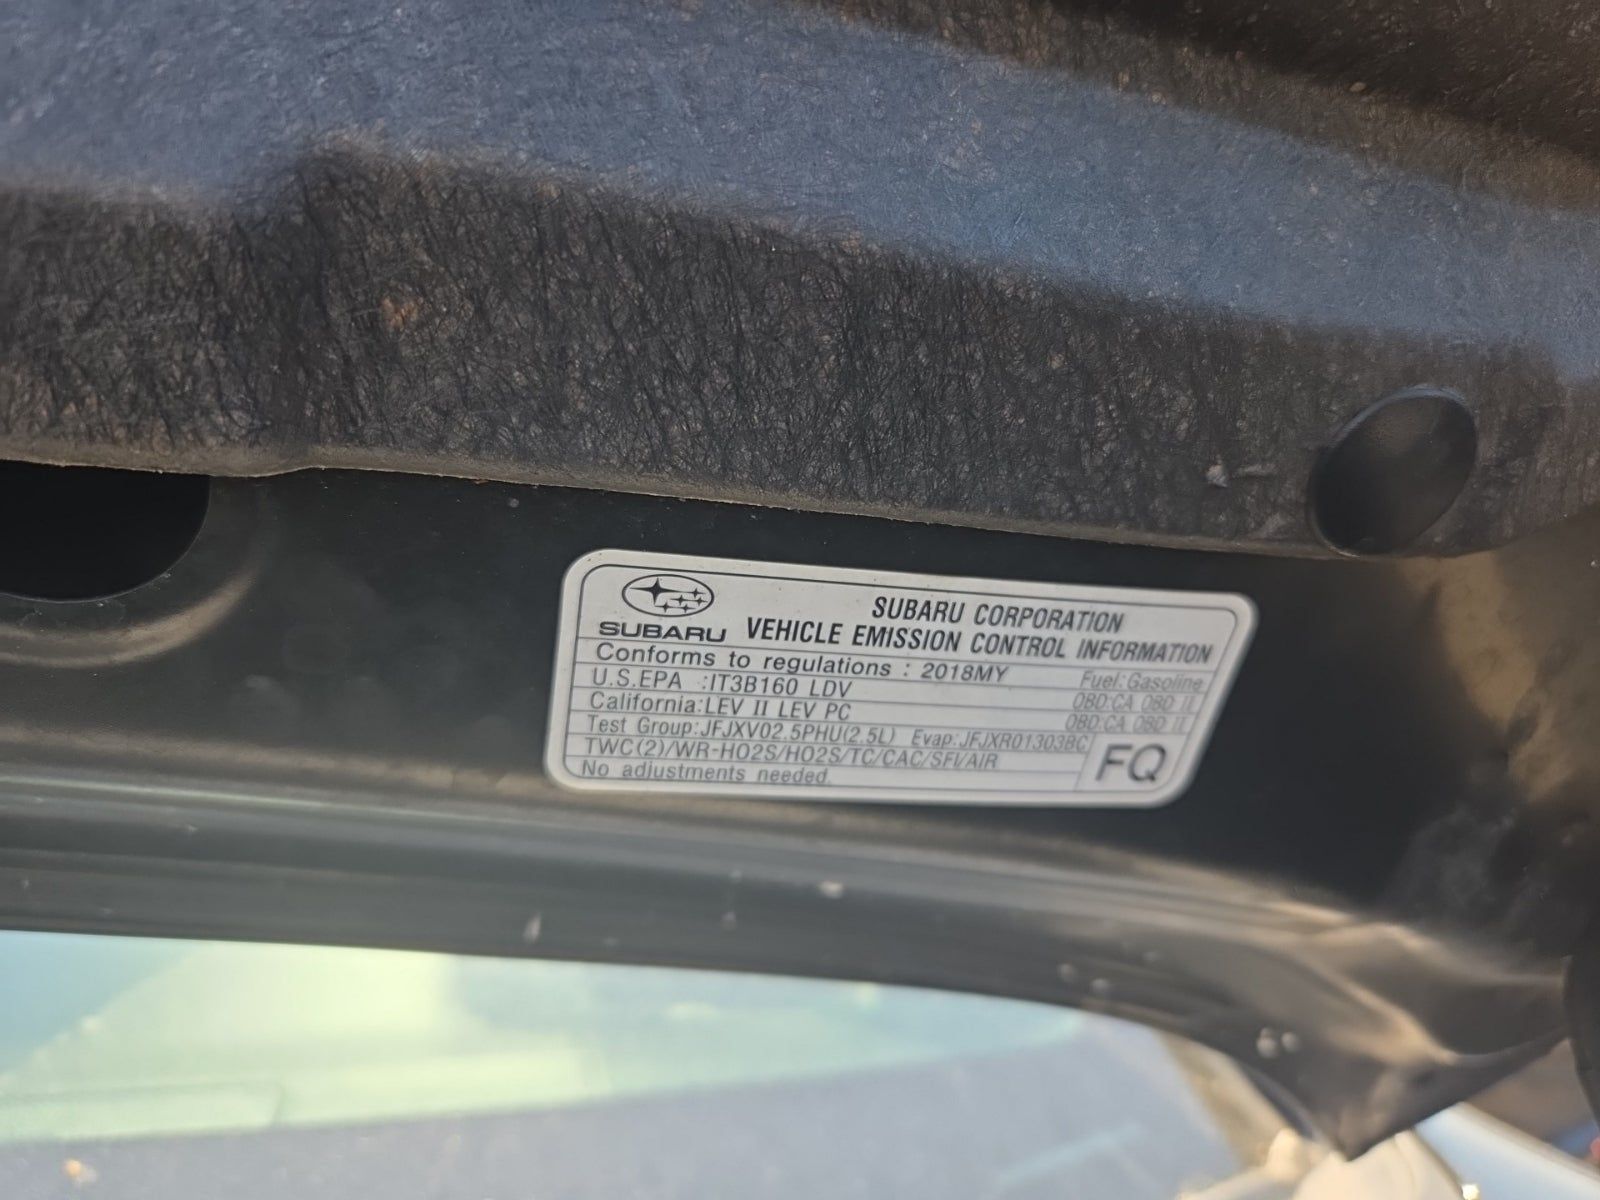 SUBARU
SUBARU CORPORATION
VEHICLE EMISSION CONTROL INFORMATION
Conforms to regulations : 2018MY Fuel:Gasoline
U.S.EPA :IT3B160 LDV OBD:CA OBD II
California:LEV II LEV PC OBD:CA OBD II
Test Group:JFJXV02.5PHU(2.5L) Evap:JFJXR01303BC
TWC(2)/WR-HO2S/HO2S/TC/CAC/SFI/AIR
No adjustments needed.
FQ